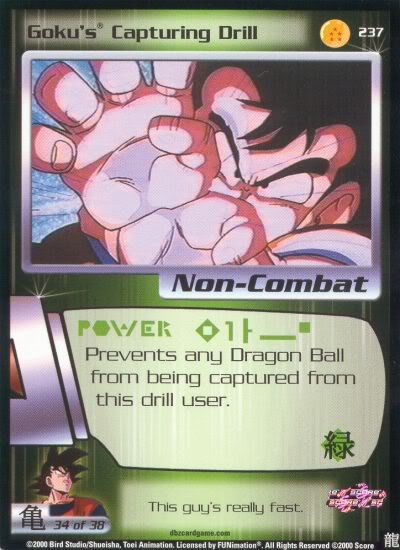 Goku's® Capturing Drill 237
Non-Combat
POWER
Prevents any Dragon Ball
from being captured from
this drill user.
緑
亀 34 of 38
This guy's really fast.
SCORE
dbzcardgame.com
©2000 Bird Studio/Shueisha, Toei Animation. Licensed by FUNimation®. All Rights Reserved ©2000 Score
龍